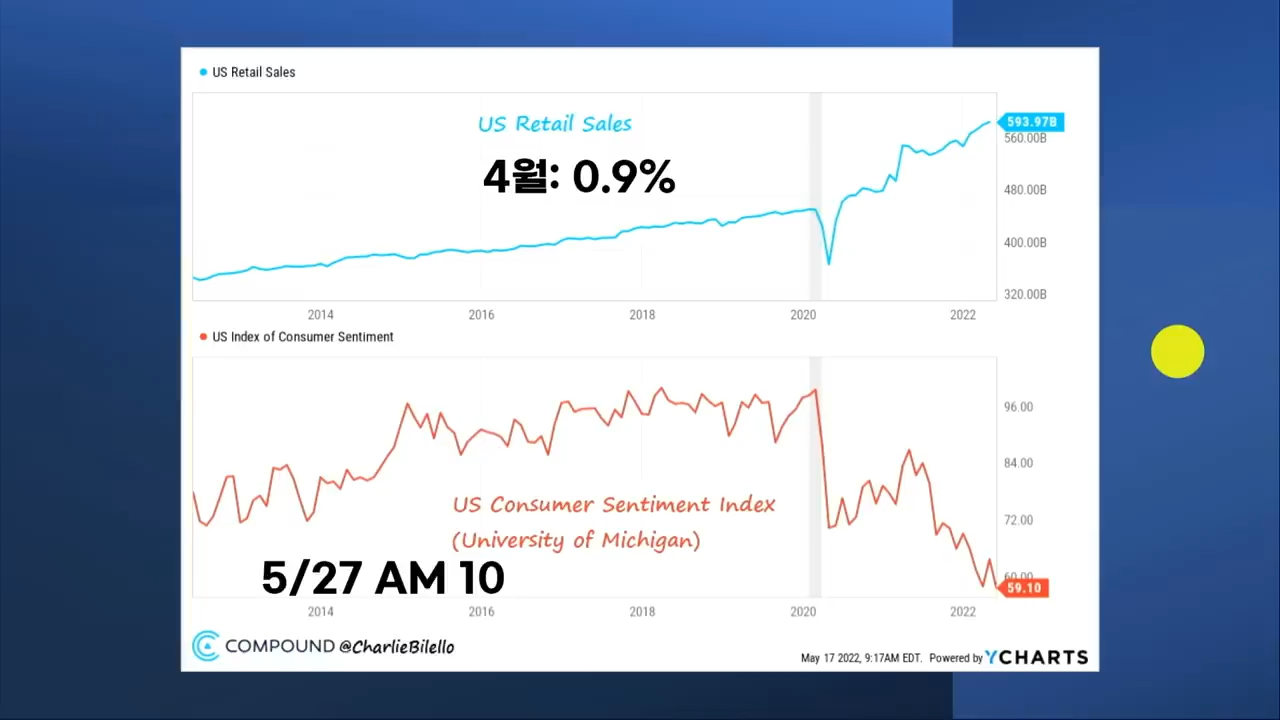 US Retail Sales
US Retail Sales
4월: 0.9%
593.97B
560.00B
480.00B
400.00B
320.00B
2014 2016 2018 2020 2022
US Index of Consumer Sentiment
96.00
84.00
72.00
60.00
59.10
US Consumer Sentiment Index
(University of Michigan)
5/27 AM 10
2014 2016 2018 2020 2022
COMPOUND @CharlieBilello
May 17 2022, 9:17AM EDT. Powered by YCHARTS